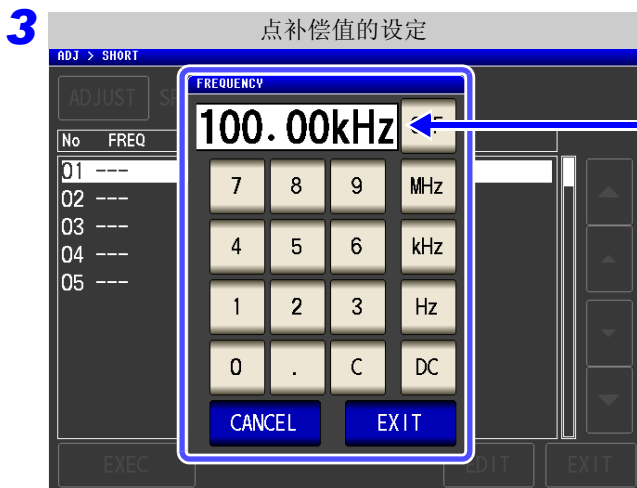 3
点补偿值的设定
ADJ > SHORT
ADJUST
FREQUENCY
100.00kHz
No FREQ
01 ---
02 ---
03 ---
04 ---
05 ---
7 8 9 MHz
4 5 6 kHz
1 2 3 Hz
0 . C DC
CANCEL EXIT
EXEC EDIT EXIT